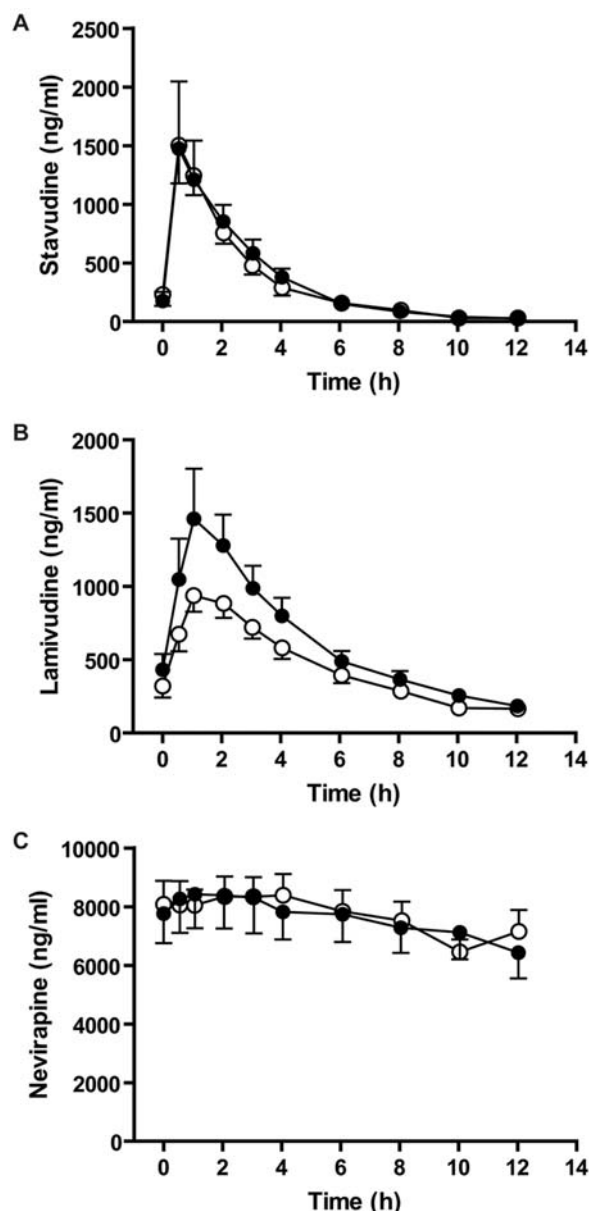 A
Stavudine (ng/ml)
2500
2000
1500
1000
500
0
0 2 4 6 8 10 12 14
Time (h)
B
Lamivudine (ng/ml)
2000
1500
1000
500
0
0 2 4 6 8 10 12 14
Time (h)
C
Nevirapine (ng/ml)
10000
8000
6000
4000
2000
0
0 2 4 6 8 10 12 14
Time (h)